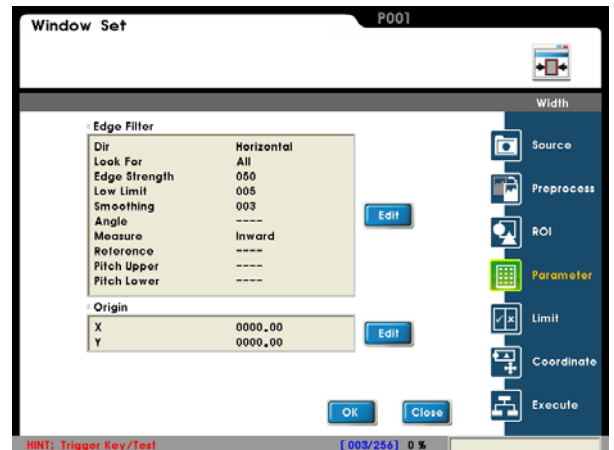 Window Set
P001
Width
Edge Filter
Dir Horizontal
Look For All
Edge Strength 050
Low Limit 005
Smoothing 003
Angle ----
Measure Inward
Reference ----
Pitch Upper ----
Pitch Lower ----
Edit
Origin
X 0000.00
Y 0000.00
Edit
OK
Close
Source
Preprocess
ROI
Parameter
Limit
Coordinate
Execute
HINT: Trigger Key/Test
[003/256] 0 %